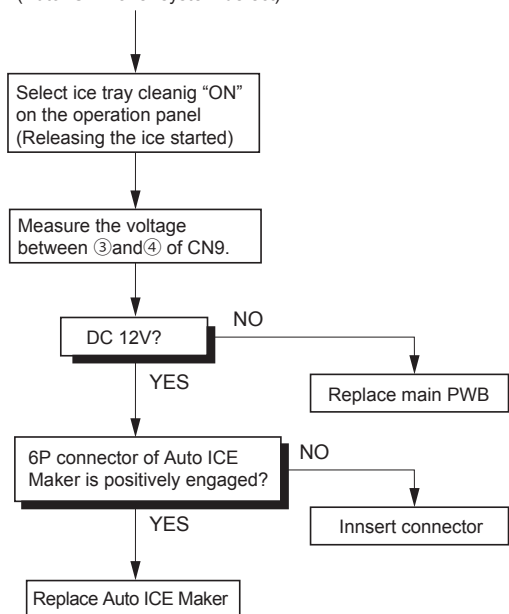 Select ice tray cleanig “ON”
on the operation panel
(Releasing the ice started)
Measure the voltage
between ③and④ of CN9.
DC 12V?
NO
YES
Replace main PWB
6P connector of Auto ICE
Maker is positively engaged?
NO
YES
Innsert connector
Replace Auto ICE Maker